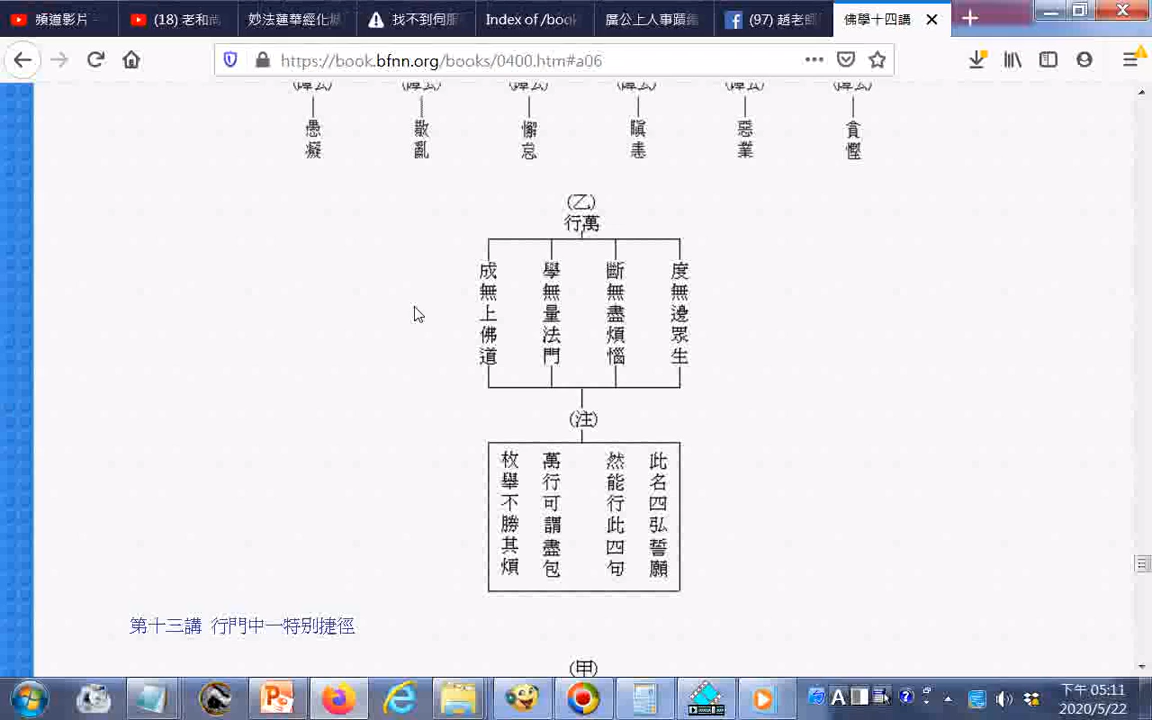 頻道影片
(18) 老和尚
妙法蓮華經化
找不到伺服
Index of /book
廣公上人事蹟
(97) 趙老師
佛學十四講
https://book.bfnn.org/books/0400.htm#a06
貪慳
惡業
瞋恚
懈怠
散亂
愚癡
(乙)
行萬
度無邊眾生
斷無盡煩惱
學無量法門
成無上佛道
(注)
此名四弘誓願
然能行此四句
萬行可謂盡包
枚舉不勝其煩
第十三講 行門中一特別捷徑
(甲)
下午 05:11
2020/5/22